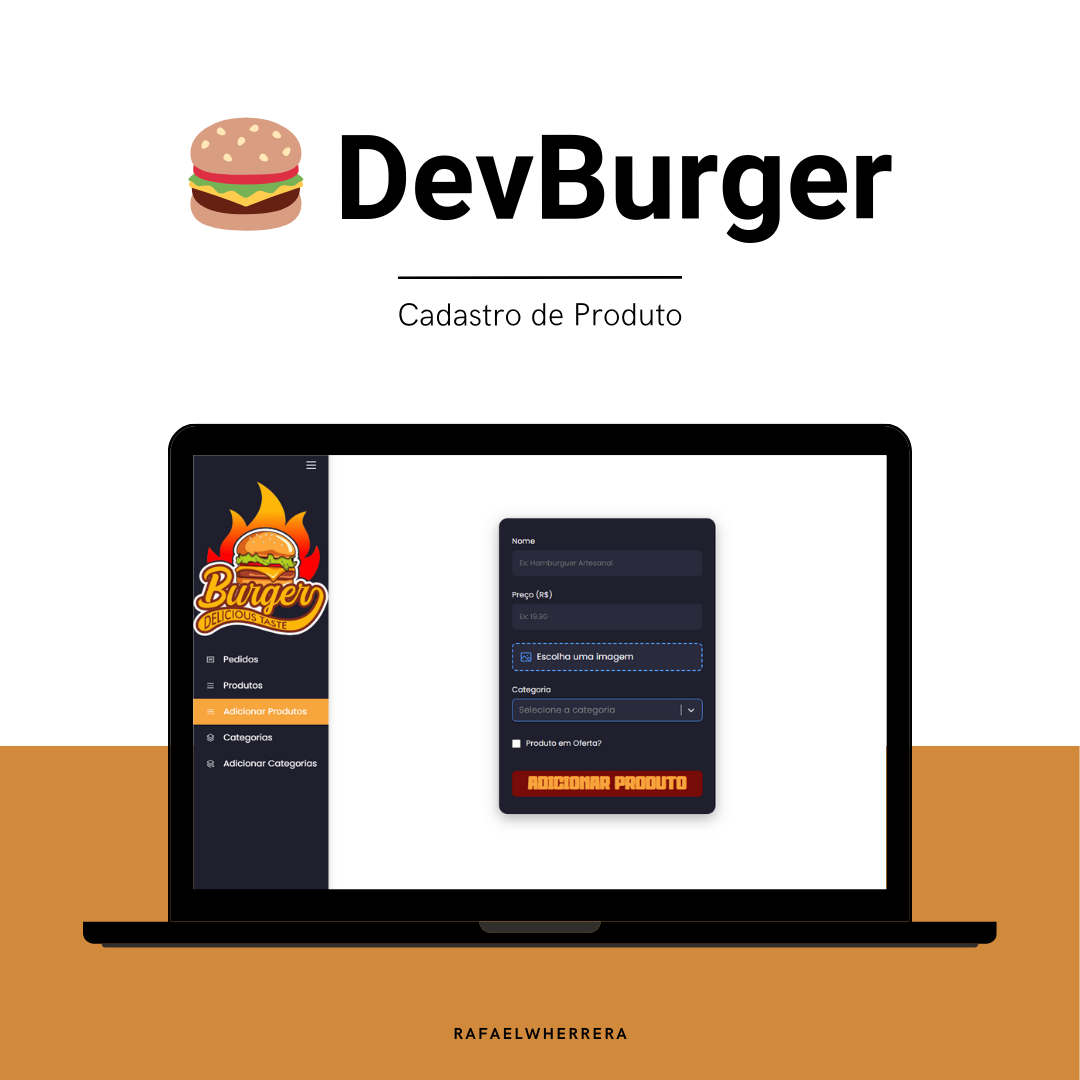 DevBurger
Cadastro de Produto
Burger
DELICIOUS TASTE
Pedidos
Produtos
Adicionar Produtos
Categorias
Adicionar Categorias
Nome
Ex: Hamburguer Artesanal
Preço (R$)
Ex: 19.90
Escolha uma imagem
Categoria
Selecione a categoria
Produto em Oferta?
ADICIONAR PRODUTO
RAFAELWHERRERA